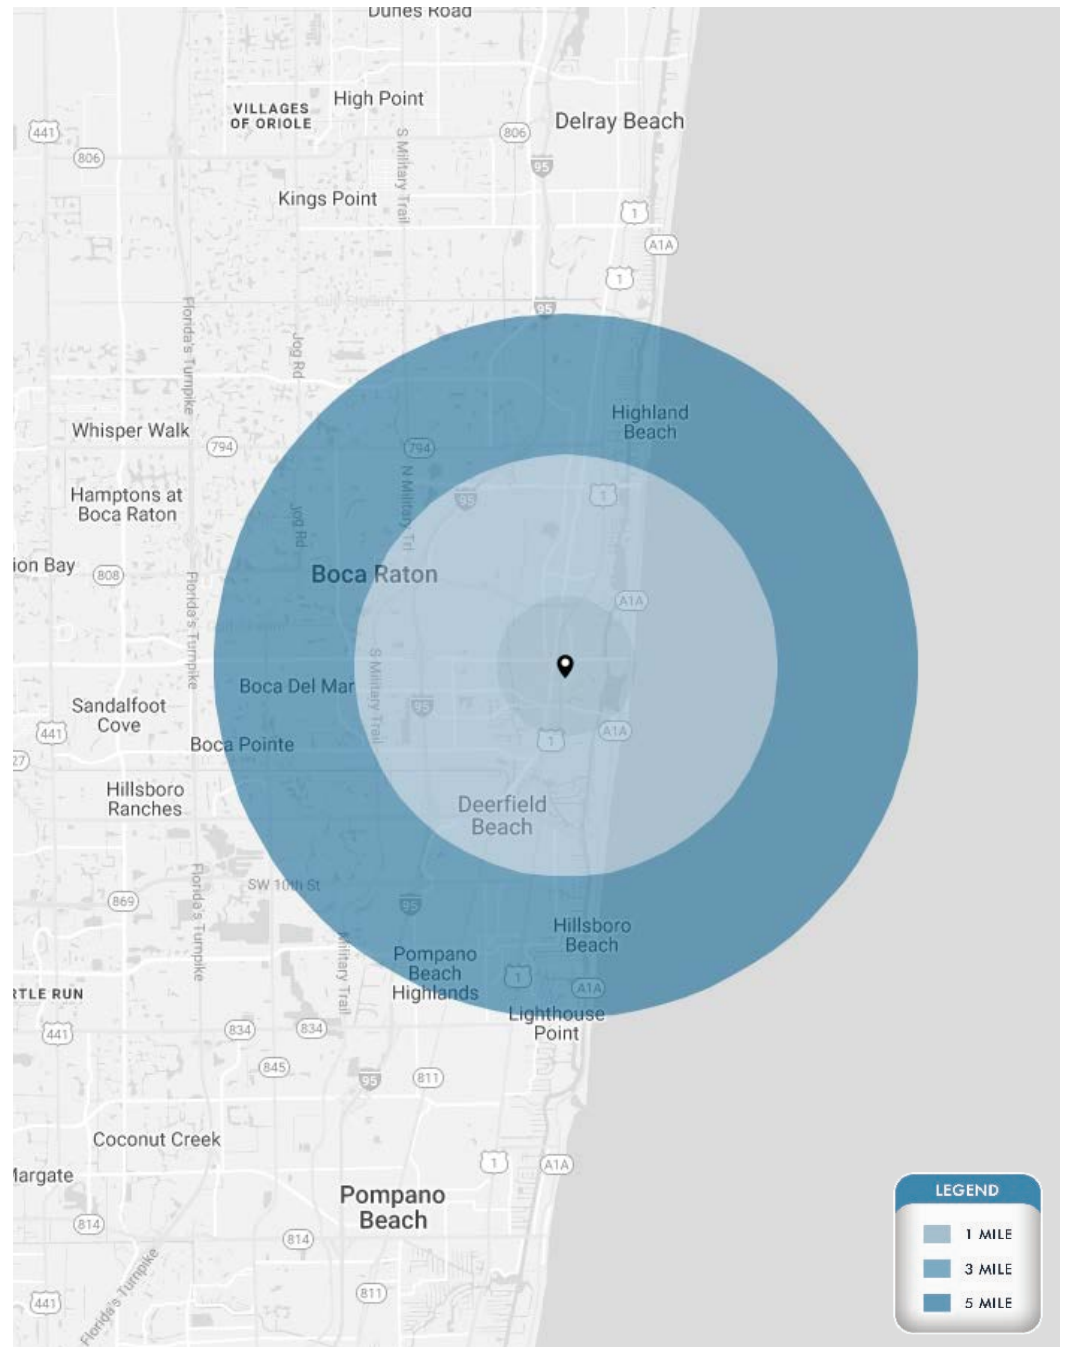 Dunes Road
High Point
VILLAGES
OF ORIOLE
Delray Beach
441
806
806
95
S Military Trail
Kings Point
1
A1A
1
95
Florida's Turnpike
Jog Rd
Highland
Beach
Whisper Walk
794
794
N Military Trl
95
1
Hamptons at
Boca Raton
Jog Rd
ion Bay
808
Boca Raton
A1A
Florida's Turnpike
S Military Trail
Boca Del Mar
95
Sandalfoot
Cove
441
Boca Pointe
1
A1A
27
Hillsboro
Ranches
Deerfield
Beach
Florida's Turnpike
SW 10th St
869
95
Hillsboro
Beach
Military Trail
Pompano
Beach
Highlands
1
A1A
RTLE RUN
Lighthouse
Point
441
834
834
845
95
811
Coconut Creek
1
A1A
Margate
Pompano
Beach
814
814
Florida's Turnpike
811
441
LEGEND
1 MILE
3 MILE
5 MILE